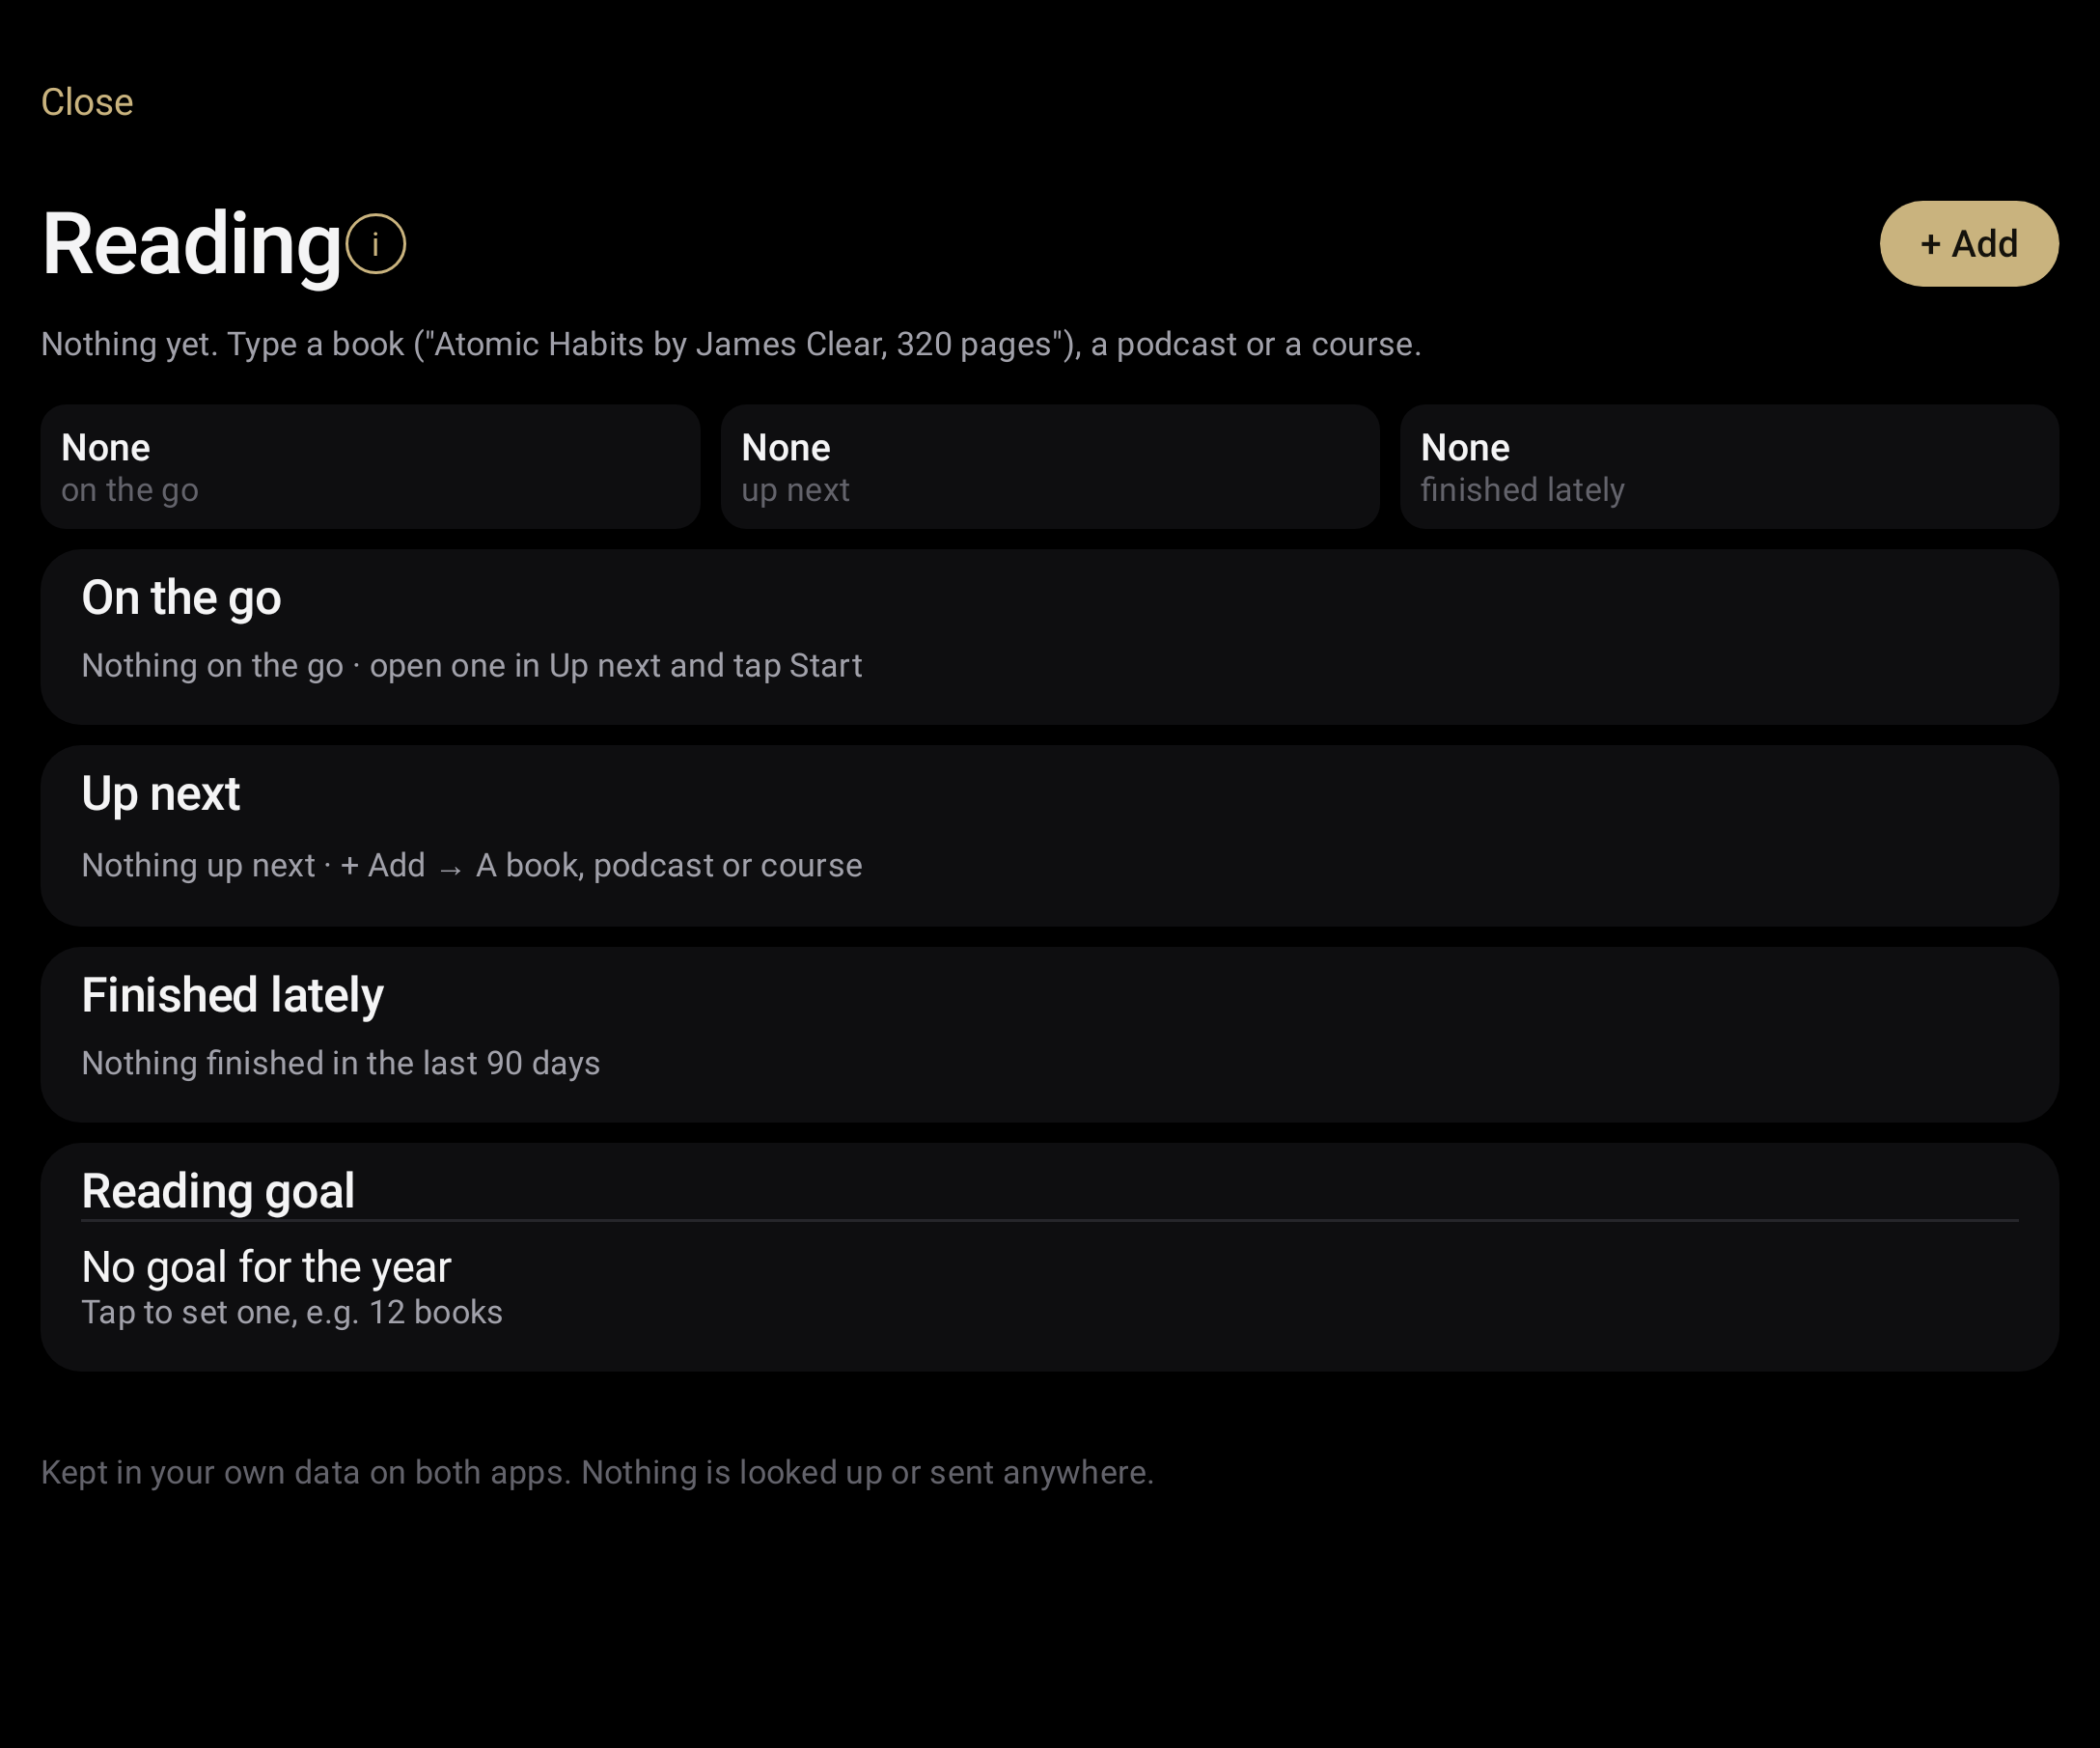 Close
Reading
i
+ Add
Nothing yet. Type a book ("Atomic Habits by James Clear, 320 pages"), a podcast or a course.
None
on the go
None
up next
None
finished lately
On the go
Nothing on the go · open one in Up next and tap Start
Up next
Nothing up next · + Add → A book, podcast or course
Finished lately
Nothing finished in the last 90 days
Reading goal
No goal for the year
Tap to set one, e.g. 12 books
Kept in your own data on both apps. Nothing is looked up or sent anywhere.